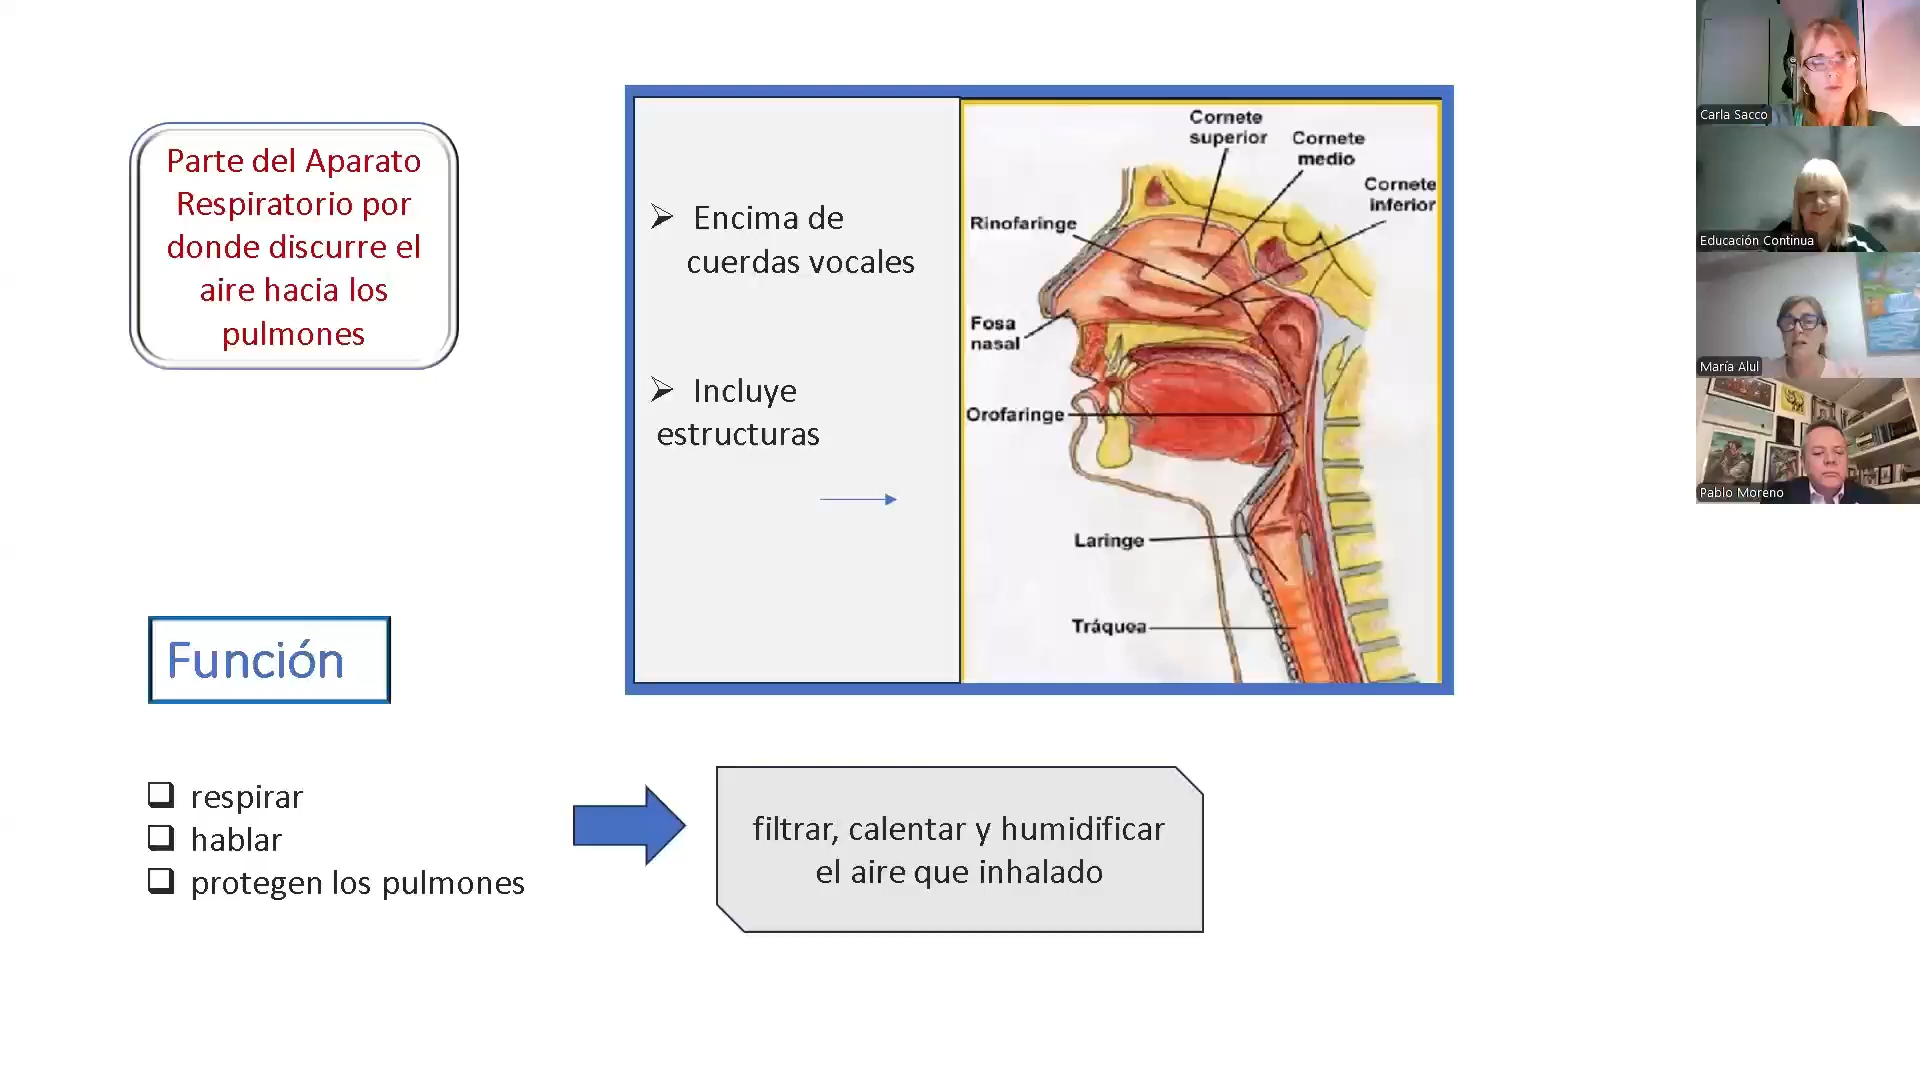 Parte del Aparato
Respiratorio por
donde discurre el
aire hacia los
pulmones
Encima de
cuerdas vocales
Incluye
estructuras
Cornete
superior
Cornete
medio
Cornete
inferior
Rinofaringe
Fosa
nasal
Orofaringe
Laringe
Tráquea
Función
respirar
hablar
protegen los pulmones
filtrar, calentar y humidificar
el aire que inhalado
Carla Sacco
Educación Continua
María Alul
Pablo Moreno